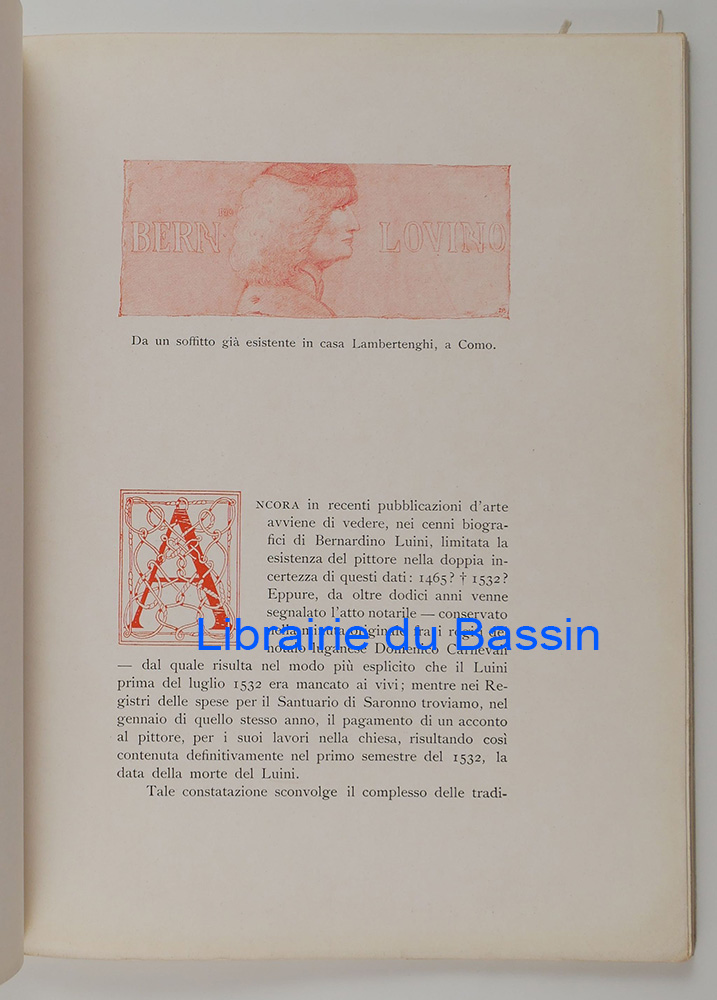 BERN LOVINO
Da un soffitto già esistente in casa Lambertenghi, a Como.
ANCORA in recenti pubblicazioni d'arte
avviene di vedere, nei cenni biogra-
fici di Bernardino Luini, limitata la
esistenza del pittore nella doppia in-
certezza di questi dati: 1465? † 1532?
Eppure, da oltre dodici anni venne
segnalato l'atto notarile — conservato
Librairie du Bassin
notaio luganese Domenico Carnevali
— dal quale risulta nel modo più esplicito che il Luini
prima del luglio 1532 era mancato ai vivi; mentre nei Re-
gistri delle spese per il Santuario di Saronno troviamo, nel
gennaio di quello stesso anno, il pagamento di un acconto
al pittore, per i suoi lavori nella chiesa, risultando così
contenuta definitivamente nel primo semestre del 1532, la
data della morte del Luini.
Tale constatazione sconvolge il complesso delle tradi-